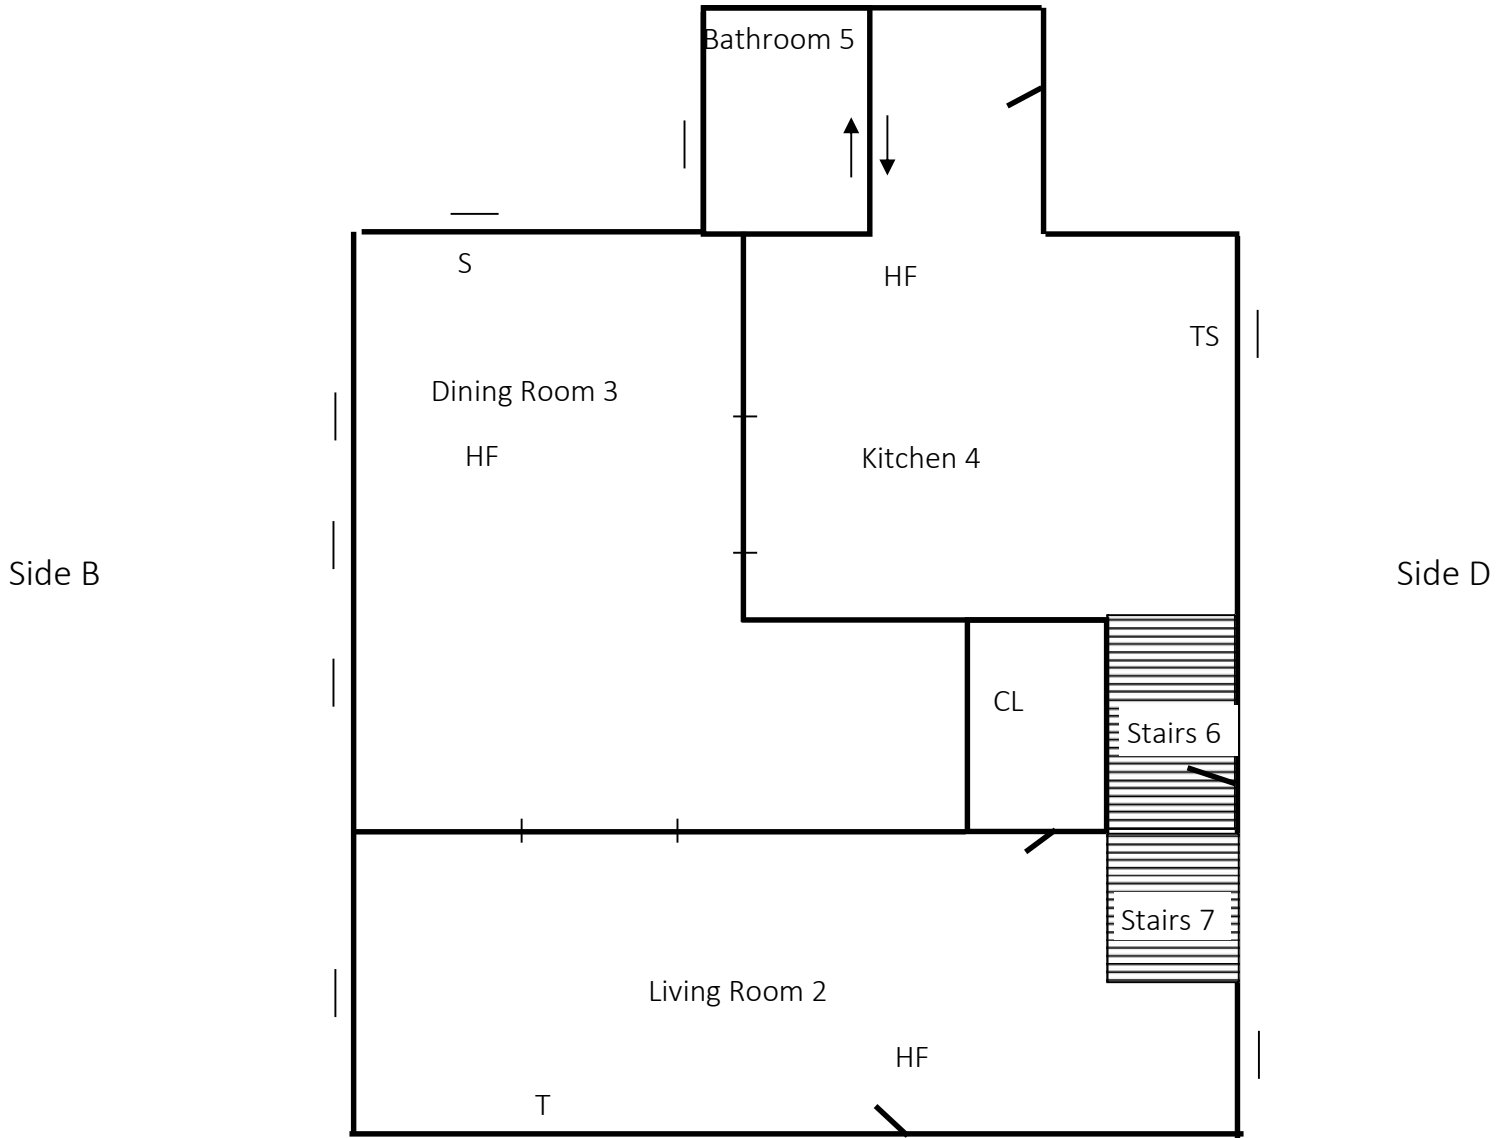 Bathroom 5
S
HF
TS
Dining Room 3
HF
Kitchen 4
Side B
Side D
CL
Stairs 6
Stairs 7
Living Room 2
HF
T